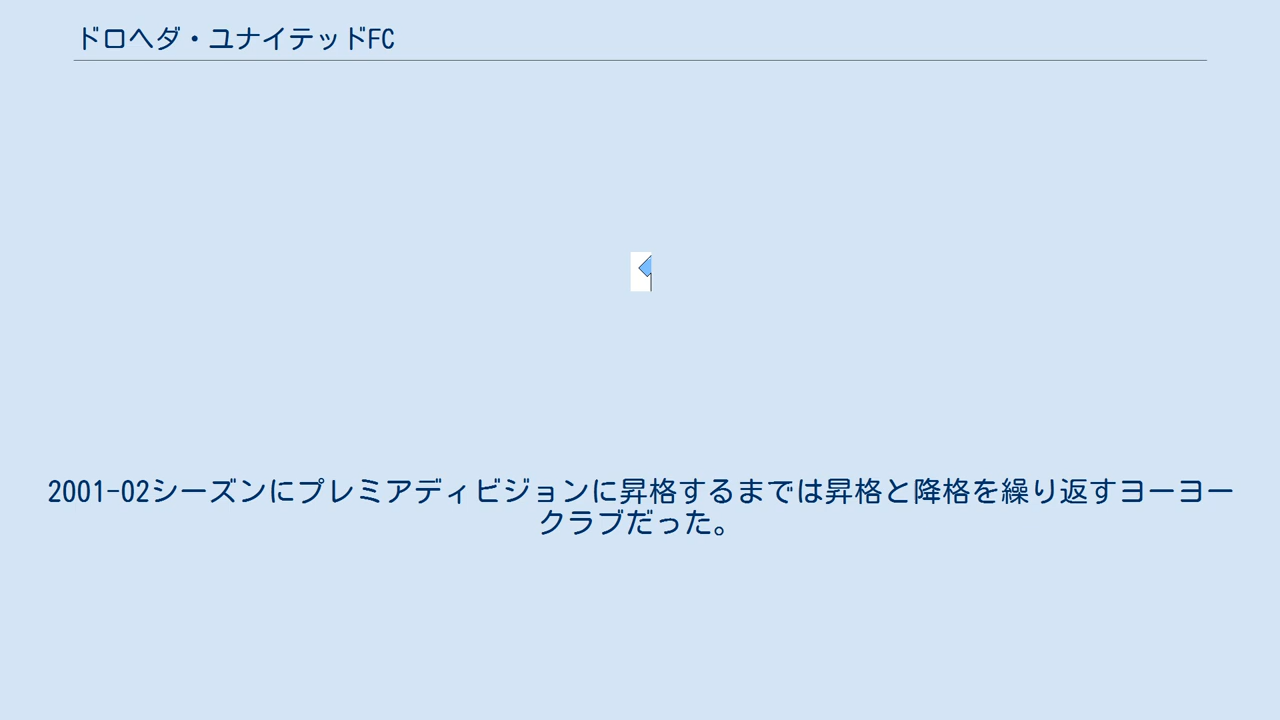 ドロヘダ・ユナイテッドFC
2001-02シーズンにプレミアディビジョンに昇格するまでは昇格と降格を繰り返すヨーヨー
クラブだった。